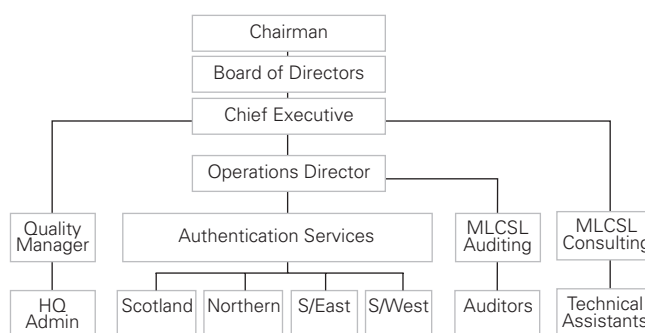 Chairman
Board of Directors
Chief Executive
Operations Director
Quality
Manager
Authentication Services
MLCSL
Auditing
MLCSL
Consulting
HQ
Admin
Scotland
Northern
S/East
S/West
Auditors
Technical
Assistants